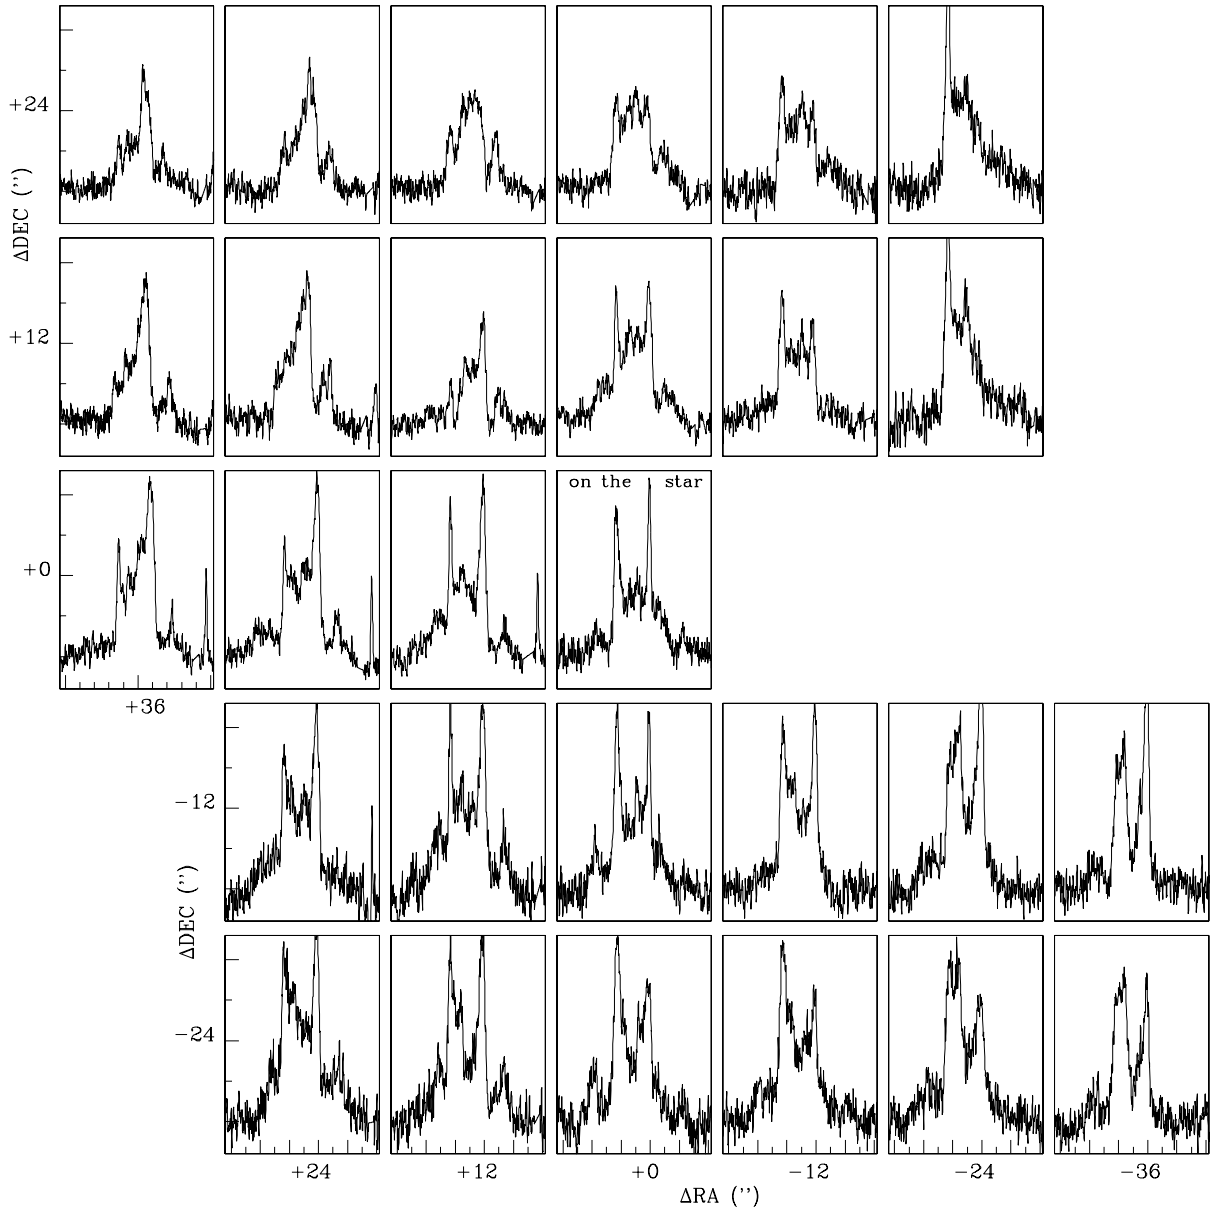 +24
ΔDEC ('')
+12
on the star
+0
+36
−12
ΔDEC ('')
−24
+24 +12 +0 −12 −24 −36
ΔRA ('')